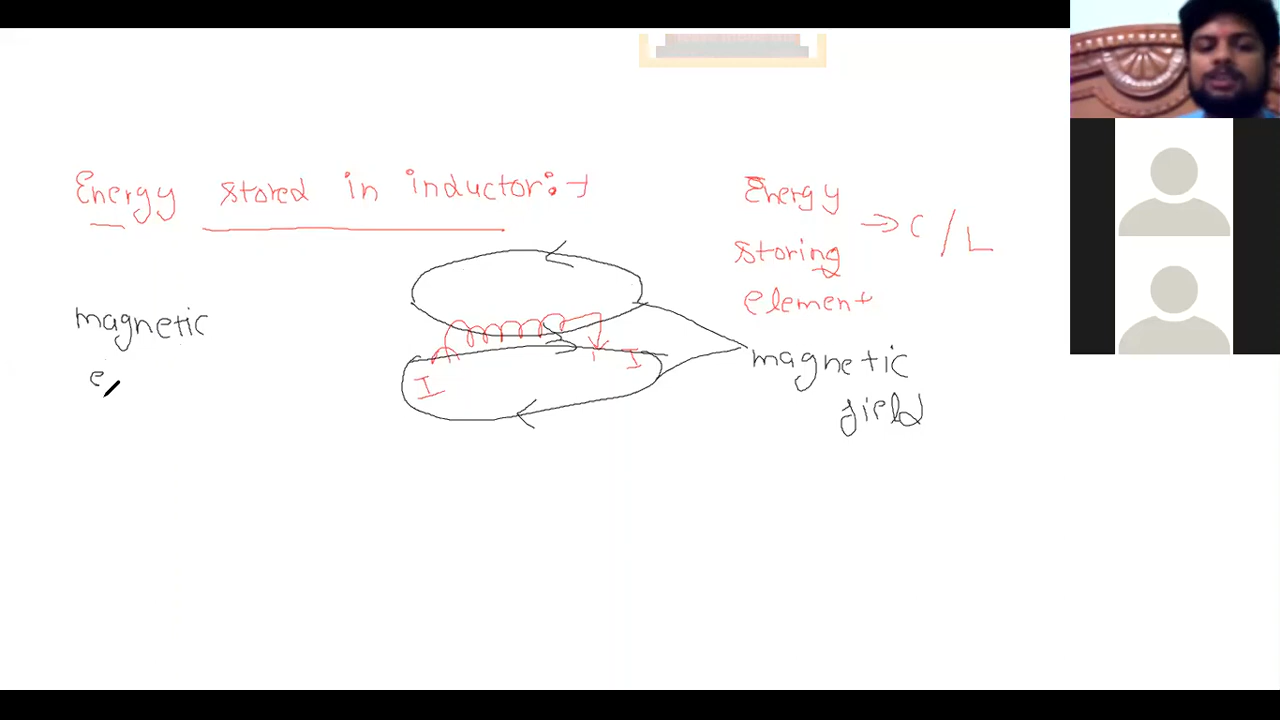 Energy stored in inductor:→
Energy
storing
element
→ C / L
magnetic
e
I
I
magnetic
field